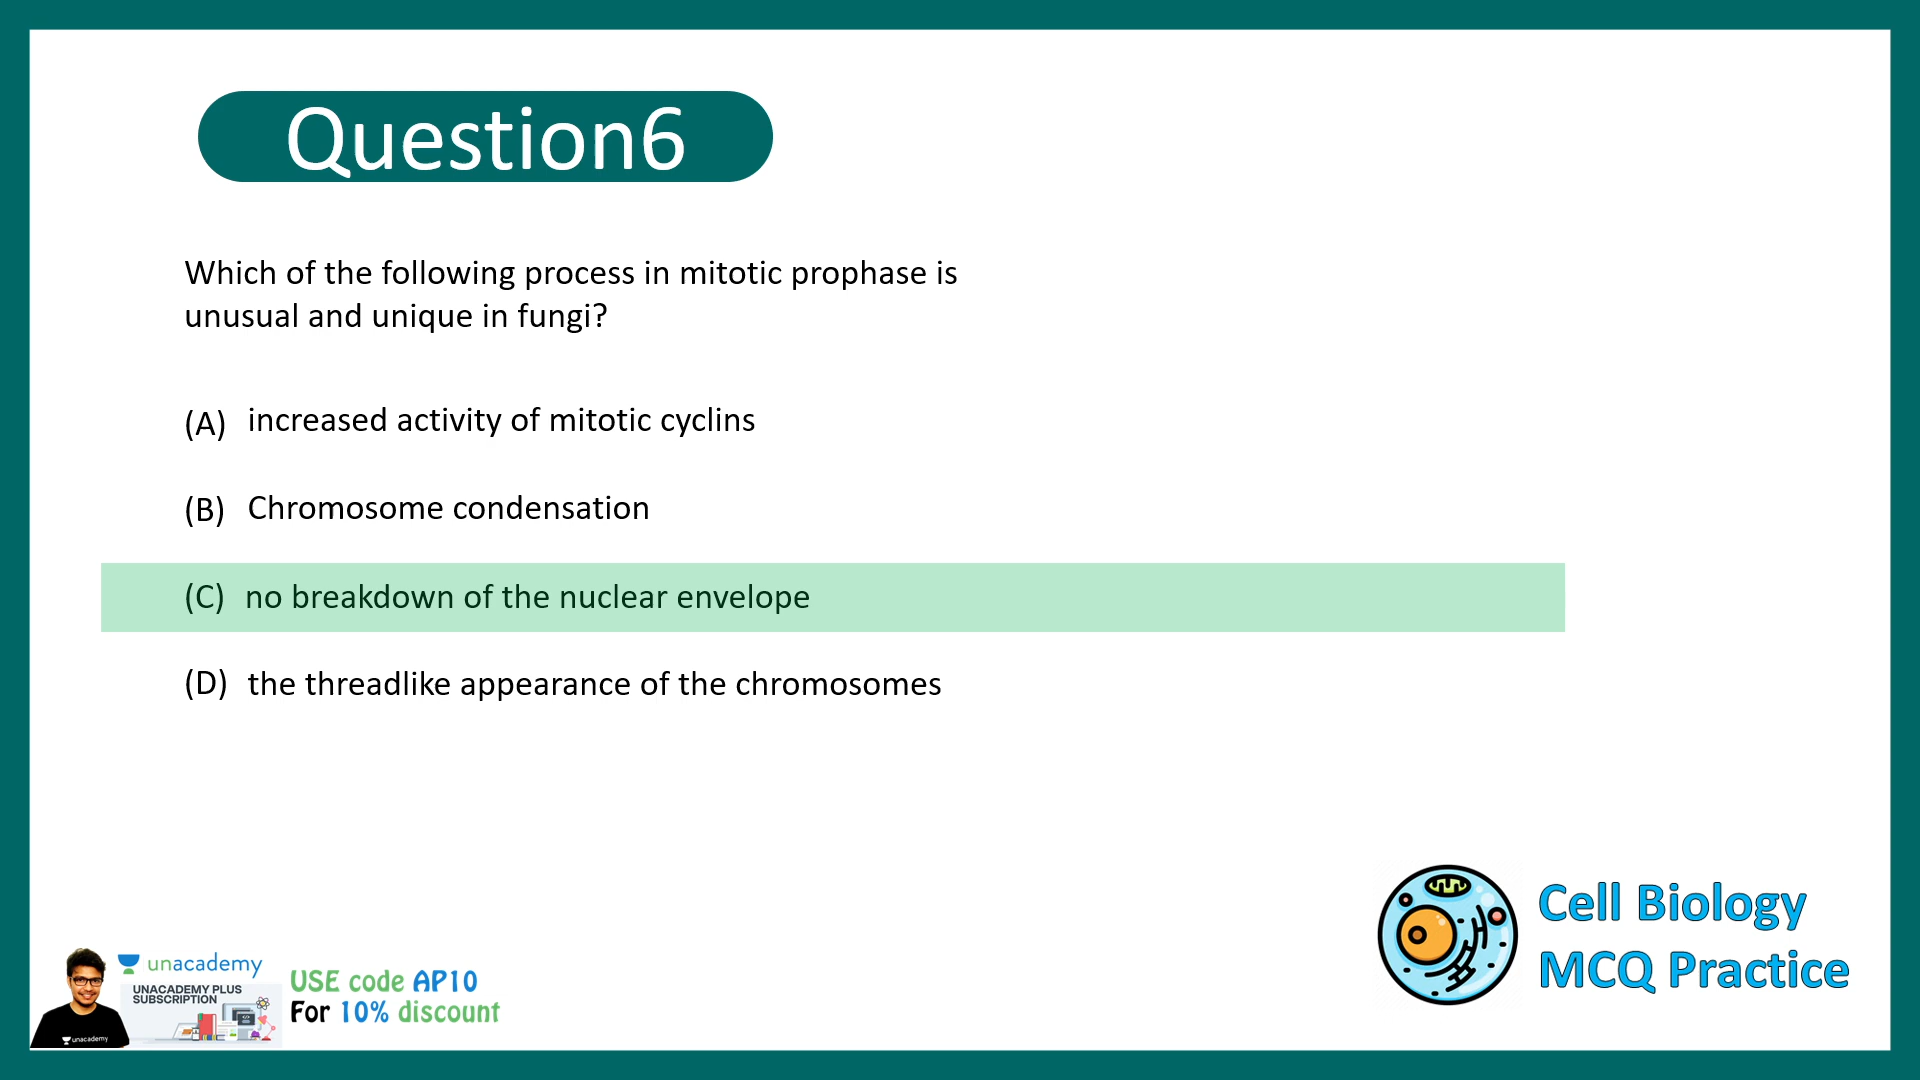 Question6
Which of the following process in mitotic prophase is
unusual and unique in fungi?
(A) increased activity of mitotic cyclins
(B) Chromosome condensation
(C) no breakdown of the nuclear envelope
(D) the threadlike appearance of the chromosomes
unacademy
UNACADEMY PLUS
SUBSCRIPTION
unacademy
USE code AP10
For 10% discount
Cell Biology
MCQ Practice